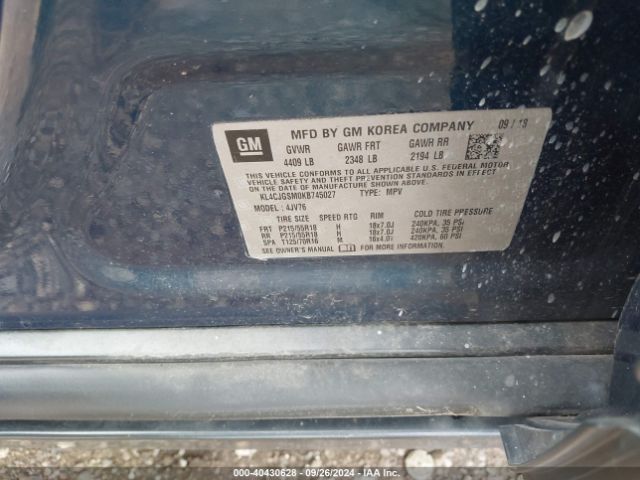 GM
MFD BY GM KOREA COMPANY 09 / 18
GVWR GAWR FRT GAWR RR
4409 LB 2348 LB 2194 LB
THIS VEHICLE CONFORMS TO ALL APPLICABLE U.S. FEDERAL MOTOR
VEHICLE SAFETY AND THEFT PREVENTION STANDARDS IN EFFECT
ON THE DATE OF MANUFACTURE SHOWN ABOVE.
KL4CJGSM0KB745027 TYPE: MPV
MODEL: 4JV76
TIRE SIZE SPEED RTG RIM COLD TIRE PRESSURE
FRT P215/55R18 H 18x7.0J 240KPA, 35 PSI
RR P215/55R18 H 18x7.0J 240KPA, 35 PSI
SPA T125/70R16 M 16x4.0T 420KPA, 60 PSI
SEE OWNER'S MANUAL FOR MORE INFORMATION.
000-40430628 - 09/26/2024 - IAA Inc.